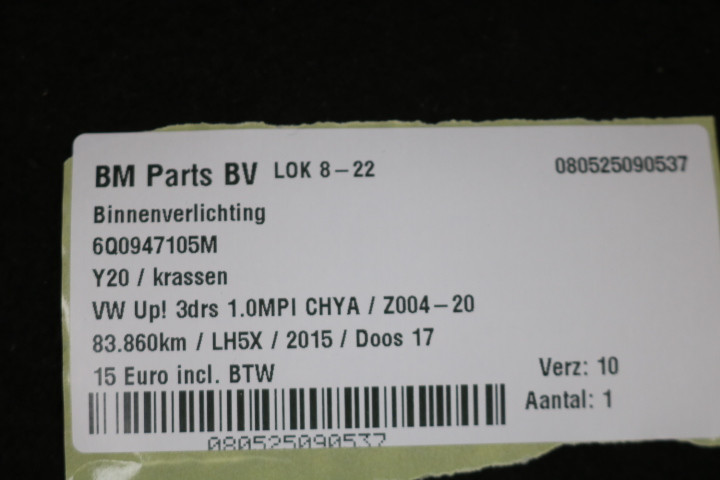 BM Parts BV LOK 8-22 080525090537
Binnenverlichting
6Q0947105M
Y20 / krassen
VW Up! 3drs 1.0MPI CHYA / Z004-20
83.860km / LH5X / 2015 / Doos 17
15 Euro incl. BTW Verz: 10
Aantal: 1
080525090537